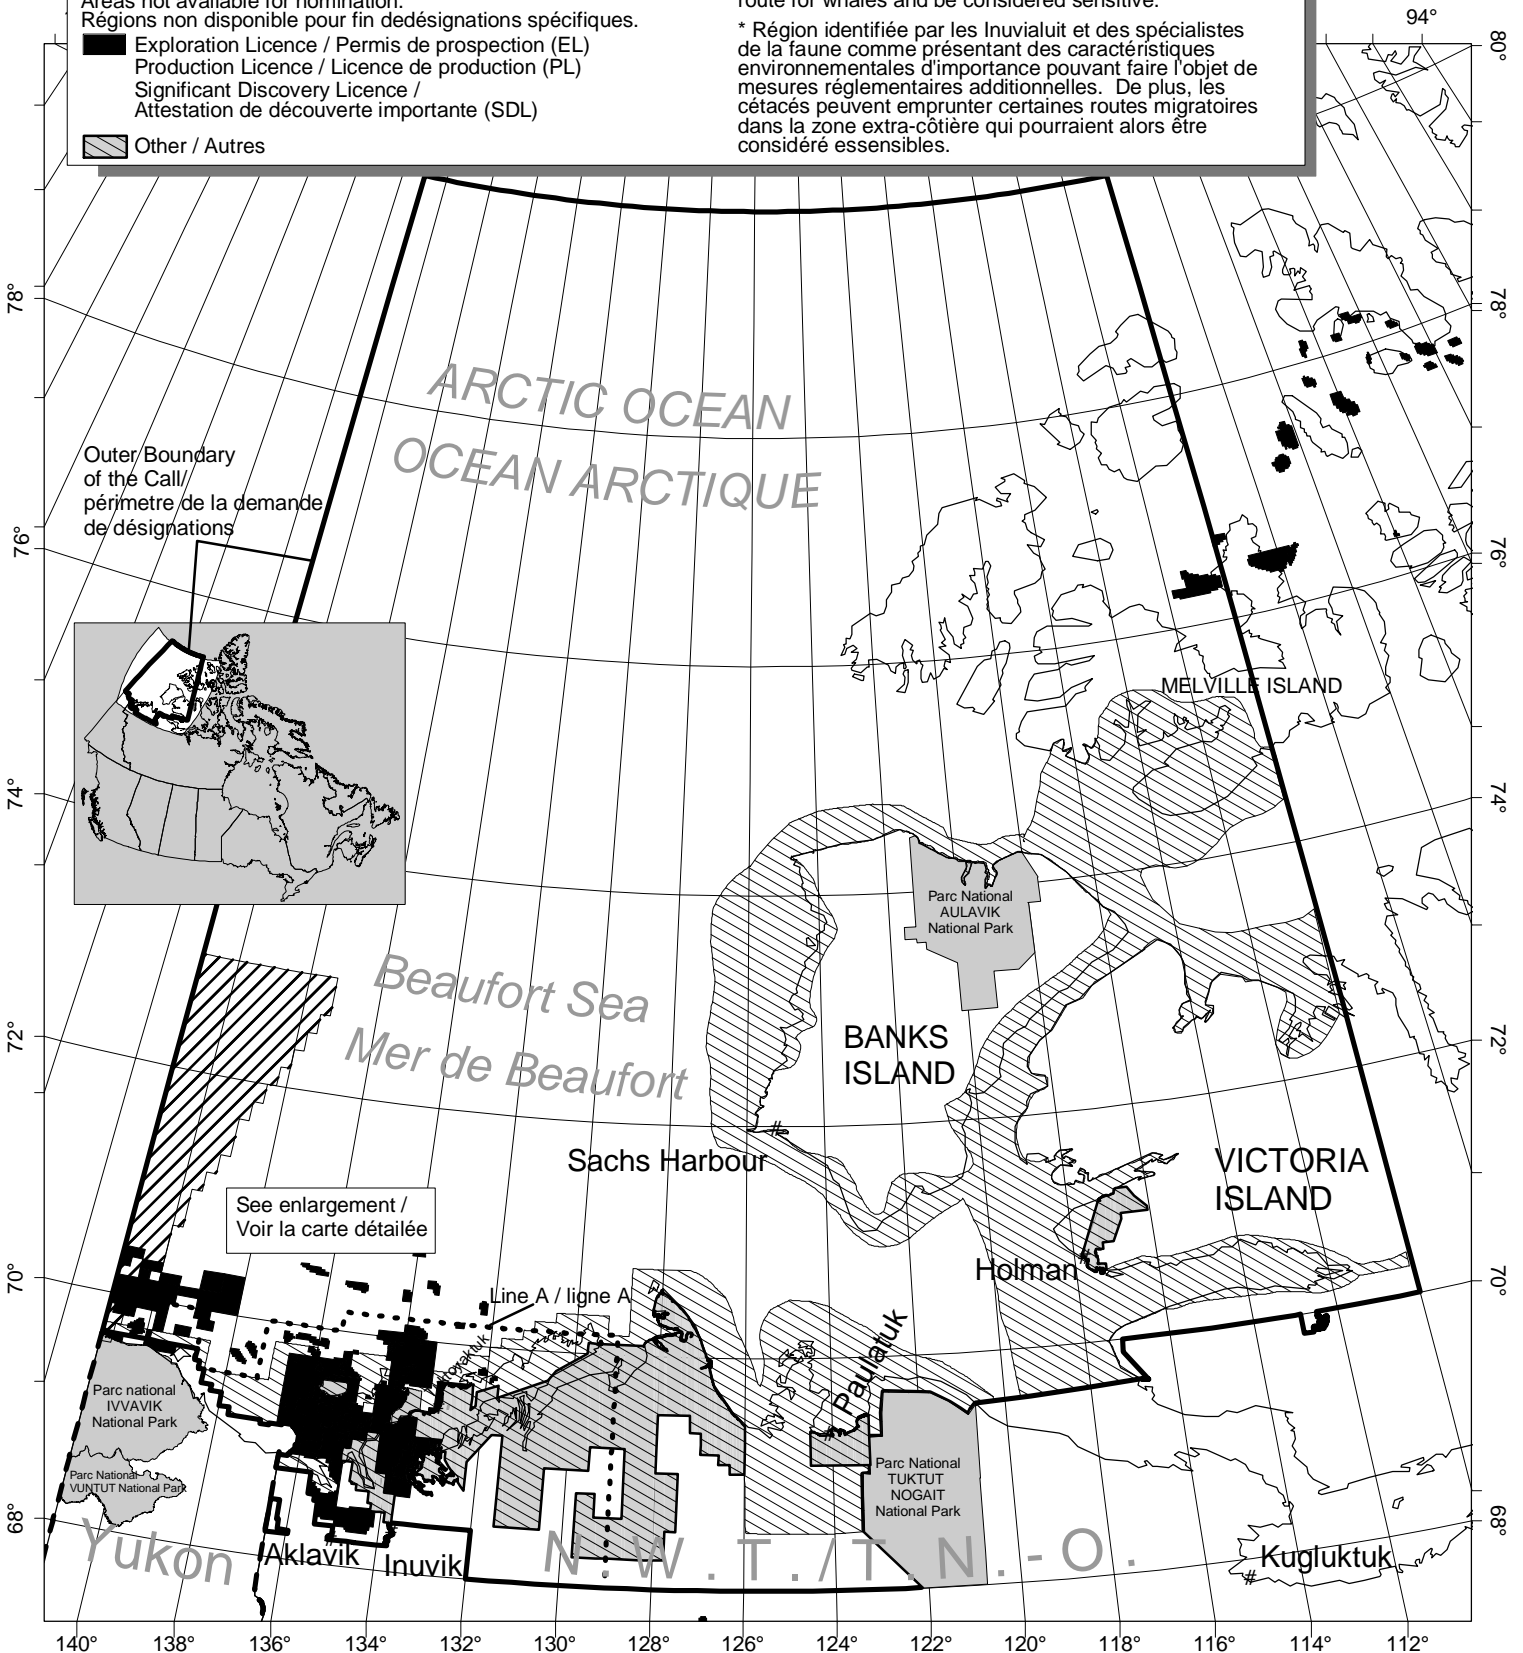 Areas not available for nomination.
Régions non disponible pour fin dedésignations spécifiques.
Exploration Licence / Permis de prospection (EL)
Production Licence / Licence de production (PL)
Significant Discovery Licence /
Attestation de découverte importante (SDL)
Other / Autres
route for whales and be considered sensitive.
* Région identifiée par les Inuvialuit et des spécialistes
de la faune comme présentant des caractéristiques
environnementales d'importance pouvant faire l'objet de
mesures réglementaires additionnelles. De plus, les
cétacés peuvent emprunter certaines routes migratoires
dans la zone extra-côtière qui pourraient alors être
considéré essensibles.
94°
80°
78°
78°
ARCTIC OCEAN
OCEAN ARCTIQUE
Outer Boundary
of the Call/
périmetre de la demande
de désignations
76°
76°
MELVILLE ISLAND
74°
74°
Parc National
AULAVIK
National Park
Beaufort Sea
Mer de Beaufort
72°
72°
BANKS
ISLAND
Sachs Harbour
VICTORIA
ISLAND
See enlargement /
Voir la carte détailée
Holman
70°
70°
Line A / ligne A
Paulatuk
Parc national
IVVAVIK
National Park
Parc National
VUNTUT National Park
Parc National
TUKTUT
NOGAIT
National Park
68°
68°
Yukon
Aklavik
Inuvik
N.W.T./T.N.-O.
Kugluktuk
140° 138° 136° 134° 132° 130° 128° 126° 124° 122° 120° 118° 116° 114° 112°